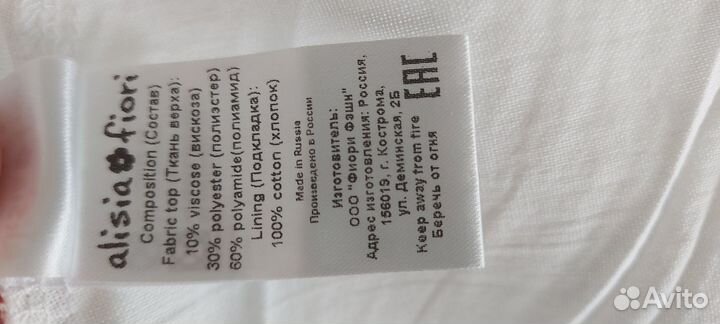 alisia fiori
Composition (Состав)
Fabric top (Ткань верха):
10% viscose (вискоза)
30% polyester (полиэстер)
60% polyamide(полиамид)
Lining (Подкладка):
100% cotton (хлопок)
Made in Russia
Произведено в России
Изготовитель:
ООО "Фиори Фэшн"
Адрес изготовления: Россия,
156019, г. Кострома,
ул. Деминская, 2Б
Keep away from fire
Беречь от огня
EAC
Avito